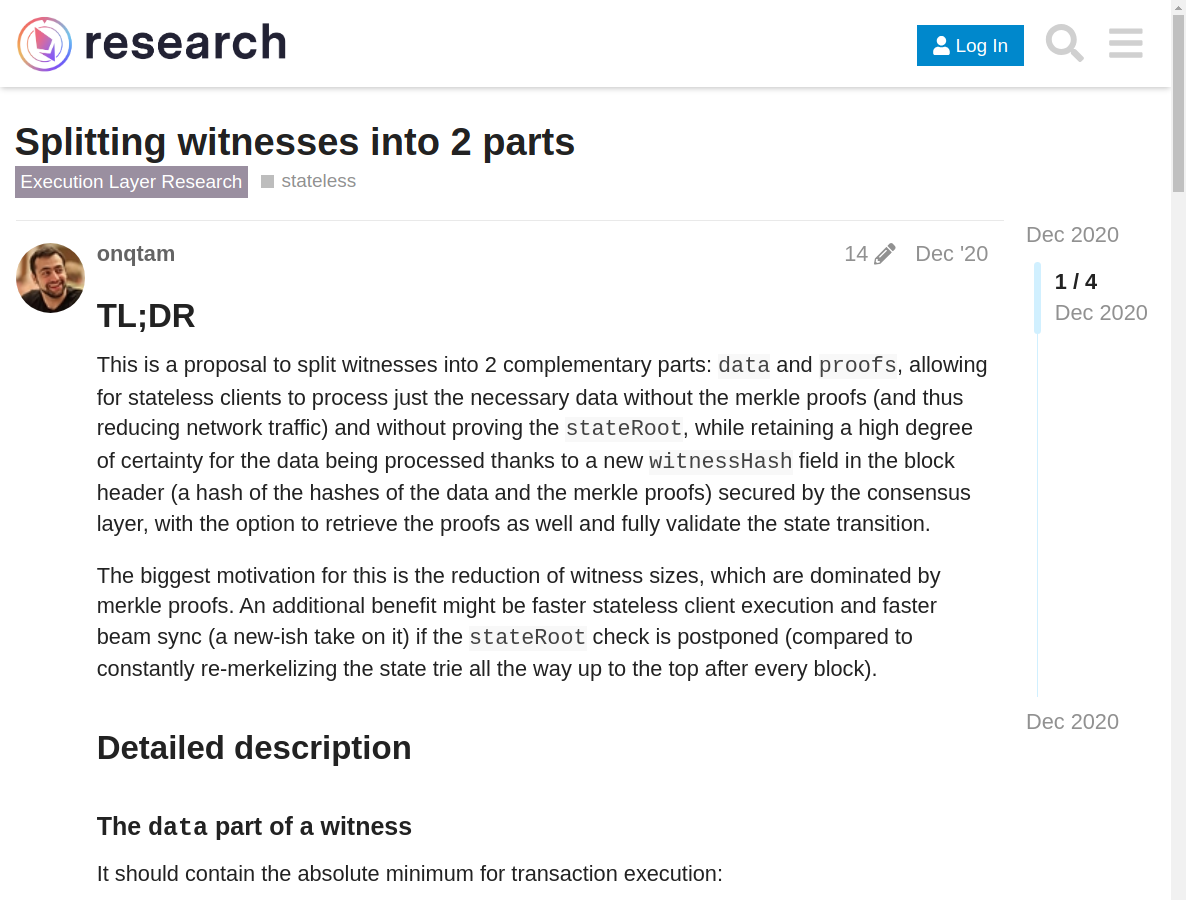 research
Log In
Splitting witnesses into 2 parts
Execution Layer Research stateless
onqtam 14 Dec '20
TL;DR
This is a proposal to split witnesses into 2 complementary parts: data and proofs, allowing
for stateless clients to process just the necessary data without the merkle proofs (and thus
reducing network traffic) and without proving the stateRoot, while retaining a high degree
of certainty for the data being processed thanks to a new witnessHash field in the block
header (a hash of the hashes of the data and the merkle proofs) secured by the consensus
layer, with the option to retrieve the proofs as well and fully validate the state transition.
The biggest motivation for this is the reduction of witness sizes, which are dominated by
merkle proofs. An additional benefit might be faster stateless client execution and faster
beam sync (a new-ish take on it) if the stateRoot check is postponed (compared to
constantly re-merkelizing the state trie all the way up to the top after every block).
Detailed description
The data part of a witness
It should contain the absolute minimum for transaction execution:
Dec 2020
1 / 4
Dec 2020
Dec 2020